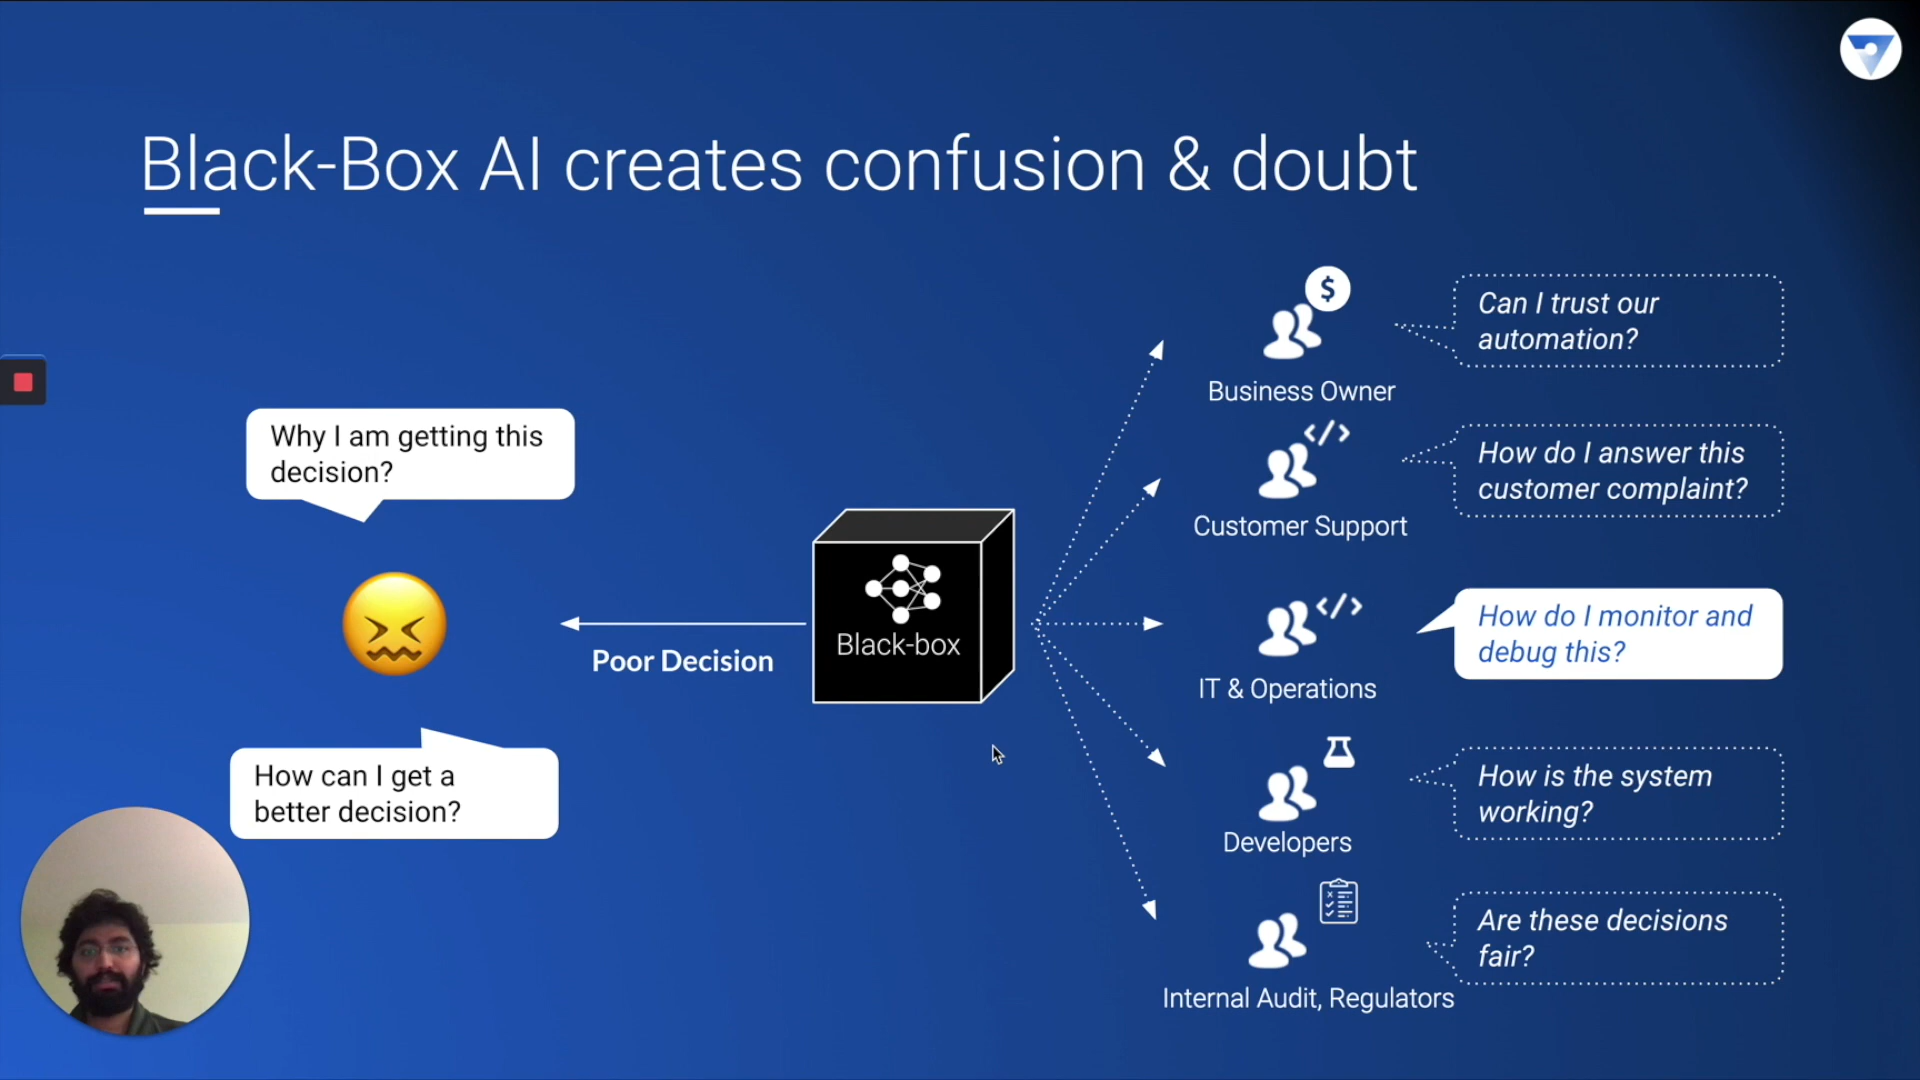 Black-Box AI creates confusion & doubt
Why I am getting this
decision?
How can I get a
better decision?
Poor Decision
Black-box
$
Business Owner
Can I trust our
automation?
</>
Customer Support
How do I answer this
customer complaint?
</>
IT & Operations
How do I monitor and
debug this?
Developers
How is the system
working?
Internal Audit, Regulators
Are these decisions
fair?